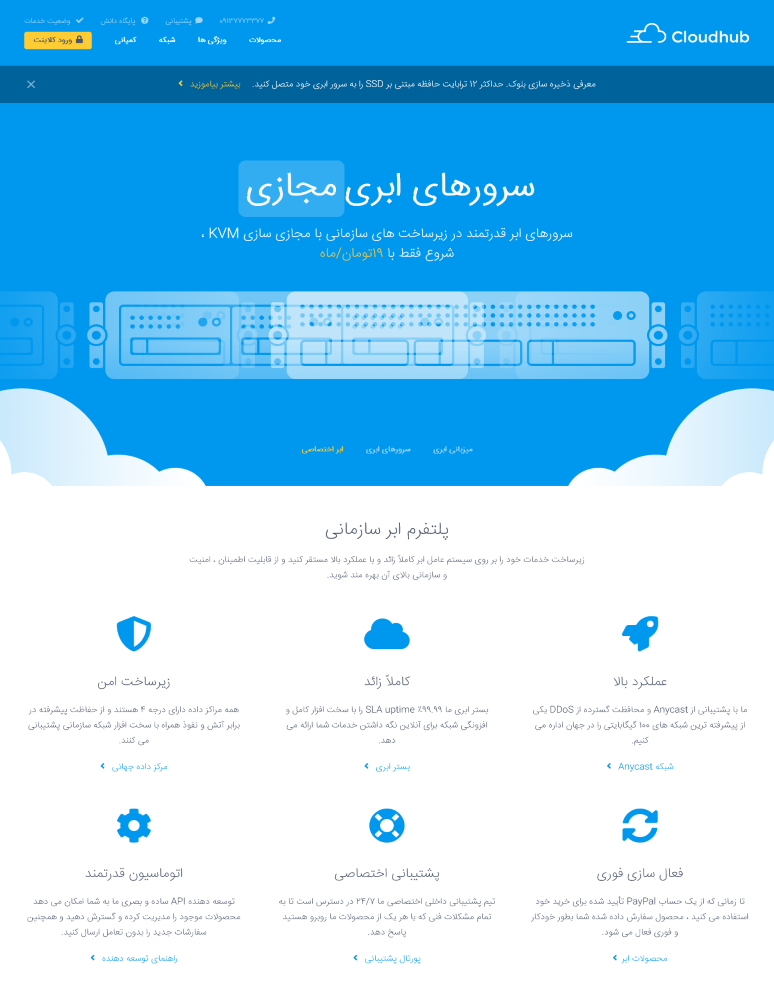 ۰۹۱۳۷۷۷۳۳۷۷
پشتیبانی
پایگاه دانش
وضعیت خدمات
Cloudhub
محصولات
ویژگی ها
شبکه
کمپانی
ورود کلاینت
معرفی ذخیره سازی بلوک. حداکثر ۱۲ ترابایت حافظه مبتنی بر SSD را به سرور ابری خود متصل کنید. بیشتر بیاموزید
سرورهای ابری مجازی
سرورهای ابر قدرتمند در زیرساخت های سازمانی با مجازی سازی KVM ،
شروع فقط با ۱۹تومان/ماه
میزبانی ابری
سرورهای ابری
ابر اختصاصی
پلتفرم ابر سازمانی
زیرساخت خدمات خود را بر روی سیستم عامل ابر کاملاً زائد و با عملکرد بالا مستقر کنید و از قابلیت اطمینان ، امنیت
و سازمانی بالای آن بهره مند شوید.
عملکرد بالا
ما با پشتیبانی از Anycast و محافظت گسترده از DDoS یکی
از پیشرفته ترین شبکه های ۱۰۰ گیگابایتی را در جهان اداره می
کنیم.
شبکه Anycast
کاملاً زائد
بستر ابری ما ۹۹.۹۹٪ SLA uptime را با سخت افزار کامل و
افزونگی شبکه برای آنلاین نگه داشتن خدمات شما ارائه می
دهد.
بستر ابری
زیرساخت امن
همه مراکز داده دارای درجه ۴ هستند و از حفاظت پیشرفته در
برابر آتش و نفوذ همراه با سخت افزار شبکه سازمانی پشتیبانی
می کنند.
مرکز داده جهانی
فعال سازی فوری
تا زمانی که از یک حساب PayPal تأیید شده برای خرید خود
استفاده می کنید ، محصول سفارش داده شده شما بطور خودکار
و فوری فعال می شود.
محصولات ابر
پشتیبانی اختصاصی
تیم پشتیبانی داخلی اختصاصی ما ۲۴/۷ در دسترس است تا به
تمام مشکلات فنی که با هر یک از محصولات ما روبرو هستید
پاسخ دهد.
پورتال پشتیبانی
اتوماسیون قدرتمند
توسعه دهنده API ساده و بصری ما به شما امکان می دهد
محصولات موجود را مدیریت کرده و گسترش دهید و همچنین
سفارشات جدید را بدون تعامل ارسال کنید.
راهنمای توسعه دهنده